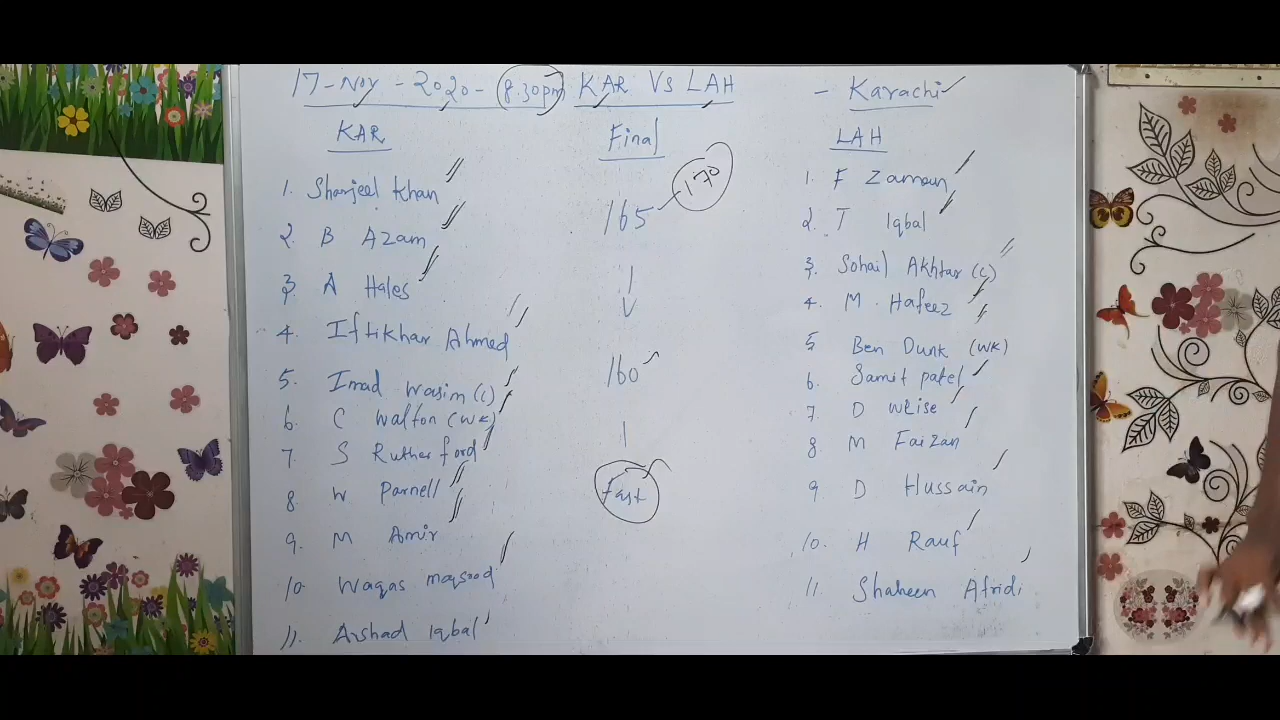 17-Nov-2020- 8.30pm KAR VS LAH - Karachi
KAR
1. Sharjeel Khan
2. B Azam
3. A Hales
4. Iftikhar Ahmed
5. Imad Wasim (c)
6. C Walton (WK)
7. S Ruther ford
8. W Parnell
9. M Amir
10. Waqas maqsood
11. Arshad Iqbal
Final
165 - 170
160
fast
LAH
1. F Zaman
2. T Iqbal
3. Sohail Akhtar (c)
4. M. Hafeez
5. Ben Dunk (WK)
6. Samit patel
7. D wiise
8. M Faizan
9. D Hussain
10. H Rauf
11. Shaheen Afridi